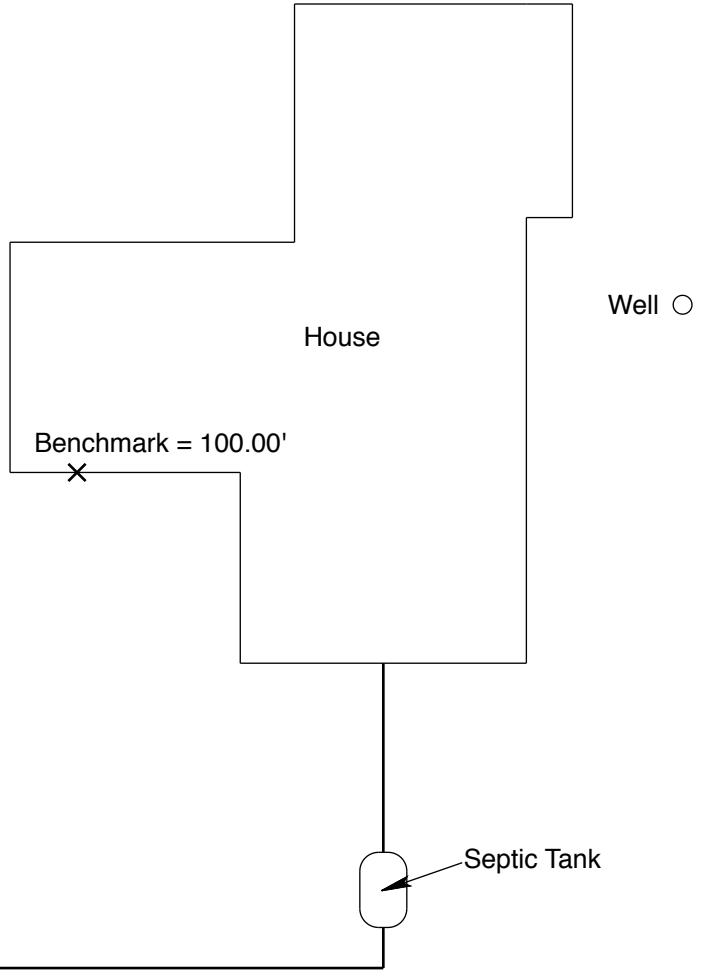 Well
House
Benchmark = 100.00'
Septic Tank